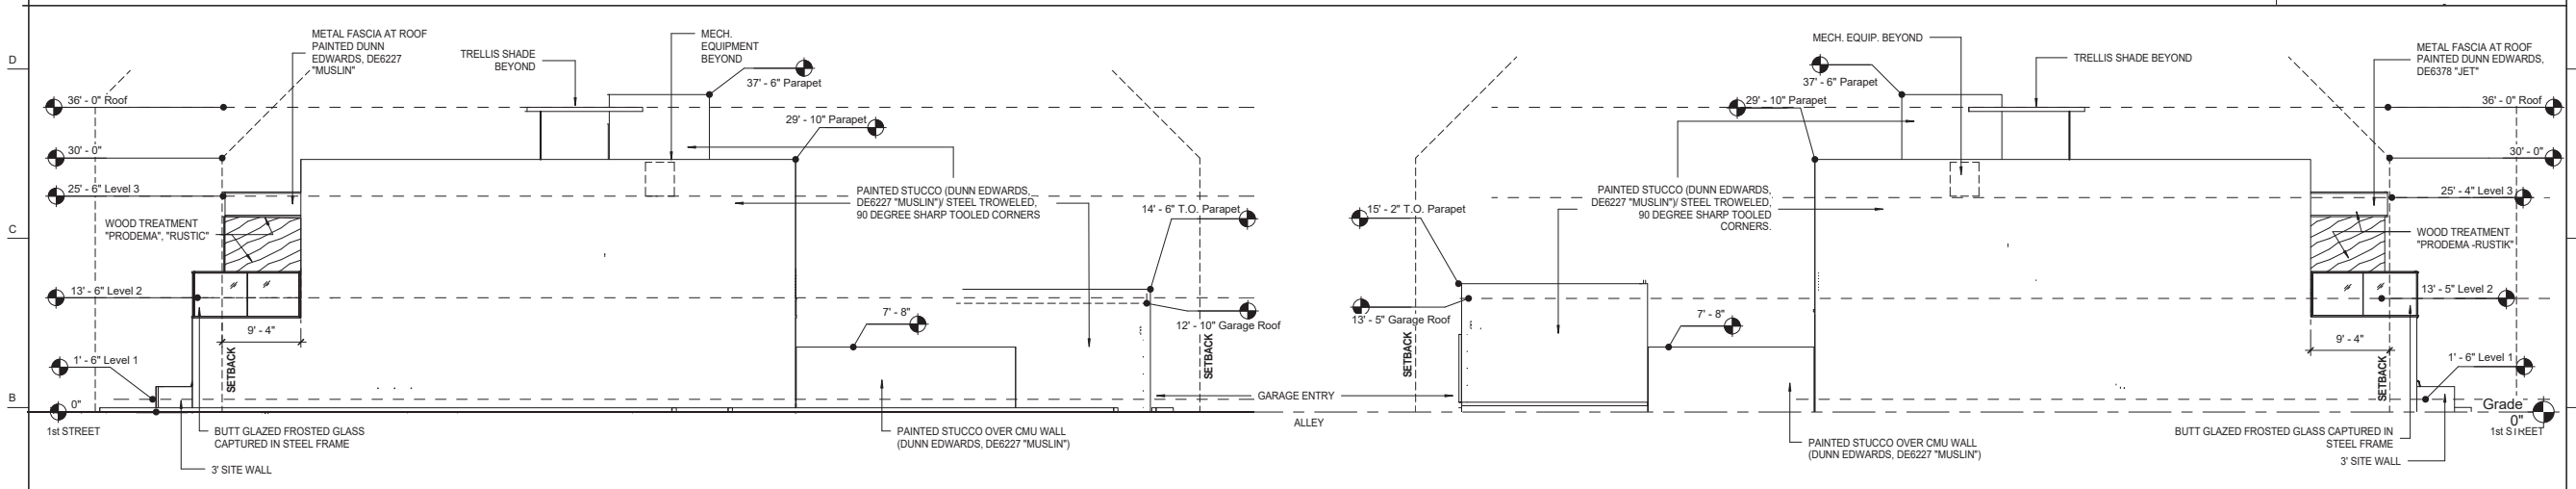 METAL FASCIA AT ROOF
PAINTED DUNN
EDWARDS, DE6227
"MUSLIN"
TRELLIS SHADE
BEYOND
MECH.
EQUIPMENT
BEYOND
37' - 6" Parapet
29' - 10" Parapet
D
C
B
36' - 0" Roof
30' - 0"
25' - 6" Level 3
WOOD TREATMENT
"PRODEMA", "RUSTIC"
13' - 6" Level 2
9' - 4"
1' - 6" Level 1
SETBACK
0"
1st STREET
BUTT GLAZED FROSTED GLASS
CAPTURED IN STEEL FRAME
3' SITE WALL
PAINTED STUCCO (DUNN EDWARDS,
DE6227 "MUSLIN")/ STEEL TROWELED,
90 DEGREE SHARP TOOLED CORNERS
14' - 6" T.O. Parapet
12' - 10" Garage Roof
7' - 8"
SETBACK
PAINTED STUCCO OVER CMU WALL
(DUNN EDWARDS, DE6227 "MUSLIN")
GARAGE ENTRY
ALLEY
MECH. EQUIP. BEYOND
37' - 6" Parapet
29' - 10" Parapet
TRELLIS SHADE BEYOND
METAL FASCIA AT ROOF
PAINTED DUNN EDWARDS,
DE6378 "JET"
36' - 0" Roof
30' - 0"
25' - 4" Level 3
PAINTED STUCCO (DUNN EDWARDS,
DE6227 "MUSLIN")/ STEEL TROWELED,
90 DEGREE SHARP TOOLED
CORNERS.
15' - 2" T.O. Parapet
13' - 5" Garage Roof
SETBACK
7' - 8"
WOOD TREATMENT
"PRODEMA -RUSTIK"
13' - 5" Level 2
9' - 4"
1' - 6" Level 1
SETBACK
Grade
0"
1st STREET
PAINTED STUCCO OVER CMU WALL
(DUNN EDWARDS, DE6227 "MUSLIN")
BUTT GLAZED FROSTED GLASS CAPTURED IN
STEEL FRAME
3' SITE WALL